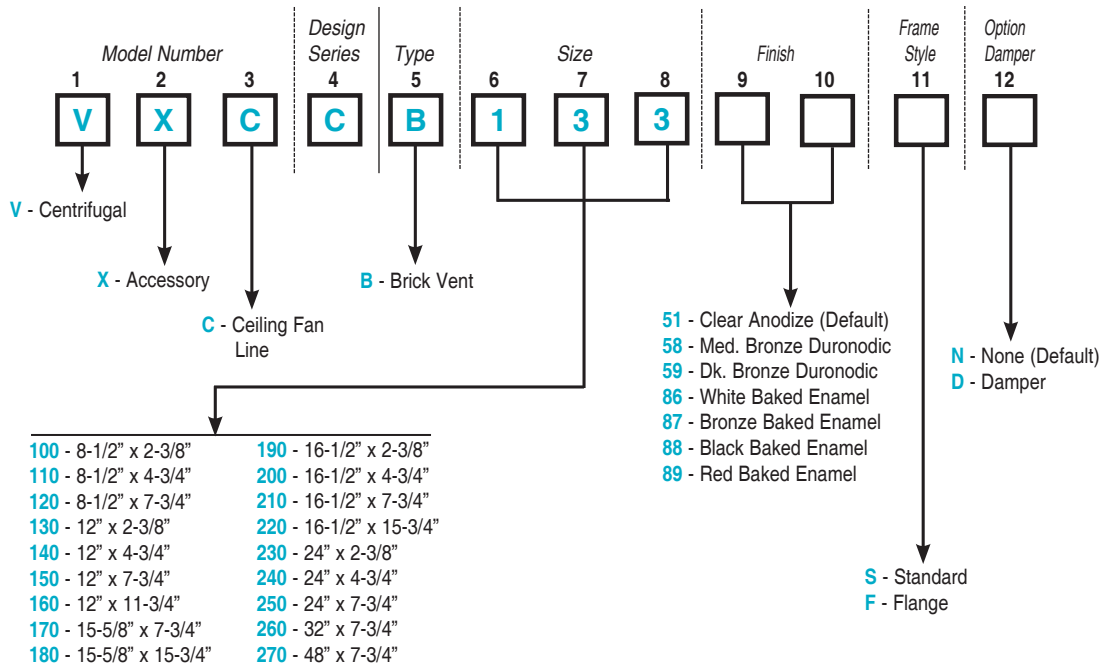 Model Number
Design
Series
Type
Size
Finish
Frame
Style
Option
Damper
1 2 3 4 5 6 7 8 9 10 11 12
V X C C B 1 3 3
V - Centrifugal
X - Accessory
C - Ceiling Fan
Line
B - Brick Vent
51 - Clear Anodize (Default)
58 - Med. Bronze Duronodic
59 - Dk. Bronze Duronodic
86 - White Baked Enamel
87 - Bronze Baked Enamel
88 - Black Baked Enamel
89 - Red Baked Enamel
N - None (Default)
D - Damper
S - Standard
F - Flange
100 - 8-1/2” x 2-3/8”
110 - 8-1/2” x 4-3/4”
120 - 8-1/2” x 7-3/4”
130 - 12” x 2-3/8”
140 - 12” x 4-3/4”
150 - 12” x 7-3/4”
160 - 12” x 11-3/4”
170 - 15-5/8” x 7-3/4”
180 - 15-5/8” x 15-3/4”
190 - 16-1/2” x 2-3/8”
200 - 16-1/2” x 4-3/4”
210 - 16-1/2” x 7-3/4”
220 - 16-1/2” x 15-3/4”
230 - 24” x 2-3/8”
240 - 24” x 4-3/4”
250 - 24” x 7-3/4”
260 - 32” x 7-3/4”
270 - 48” x 7-3/4”